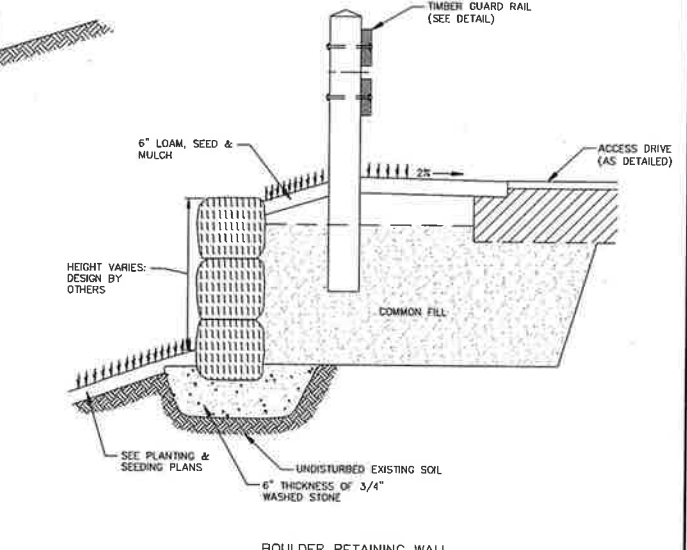 TIMBER GUARD RAIL
(SEE DETAIL)
6" LOAM, SEED &
MULCH
2%
ACCESS DRIVE
(AS DETAILED)
HEIGHT VARIES:
DESIGN BY
OTHERS
COMMON FILL
SEE PLANTING &
SEEDING PLANS
UNDISTURBED EXISTING SOIL
6" THICKNESS OF 3/4"
WASHED STONE
BOULDER RETAINING WALL